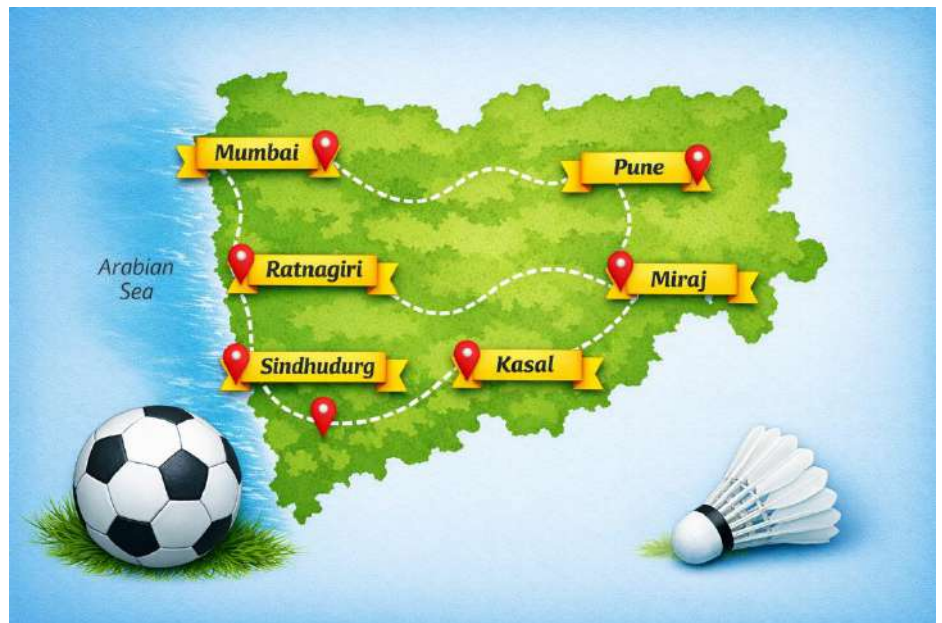 Mumbai
Pune
Arabian
Sea
Ratnagiri
Miraj
Sindhudurg
Kasal